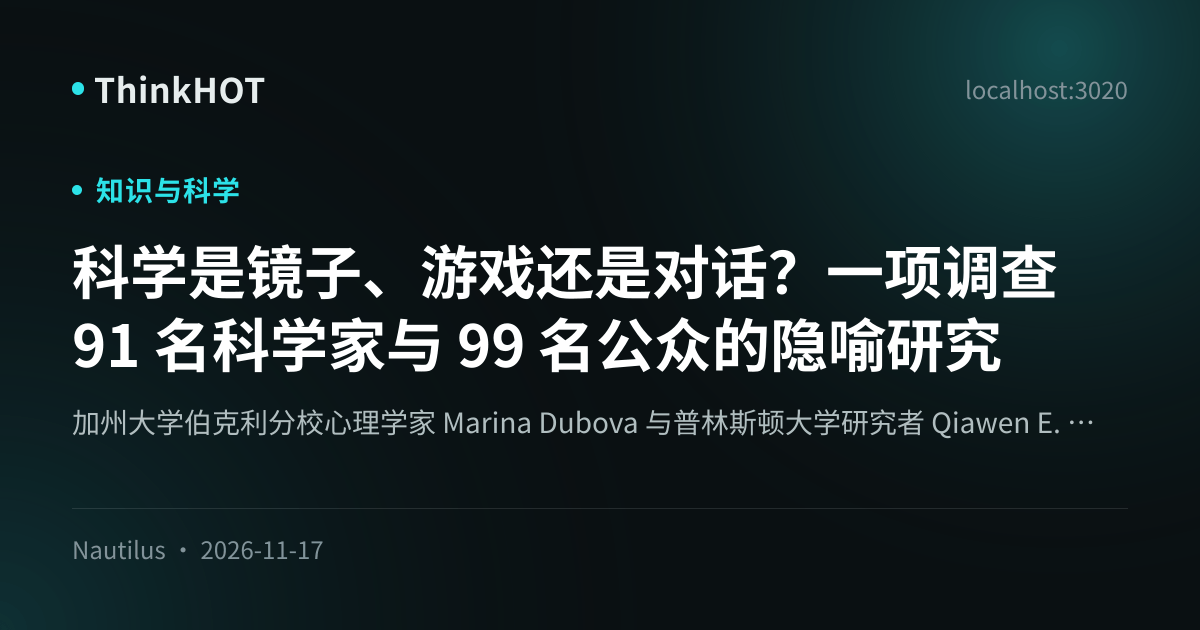 ThinkHOT
localhost:3020
知识与科学
科学是镜子、游戏还是对话？一项调查
91 名科学家与 99 名公众的隐喻研究
加州大学伯克利分校心理学家 Marina Dubova 与普林斯顿大学研究者 Qiawen E. …
Nautilus · 2026-11-17